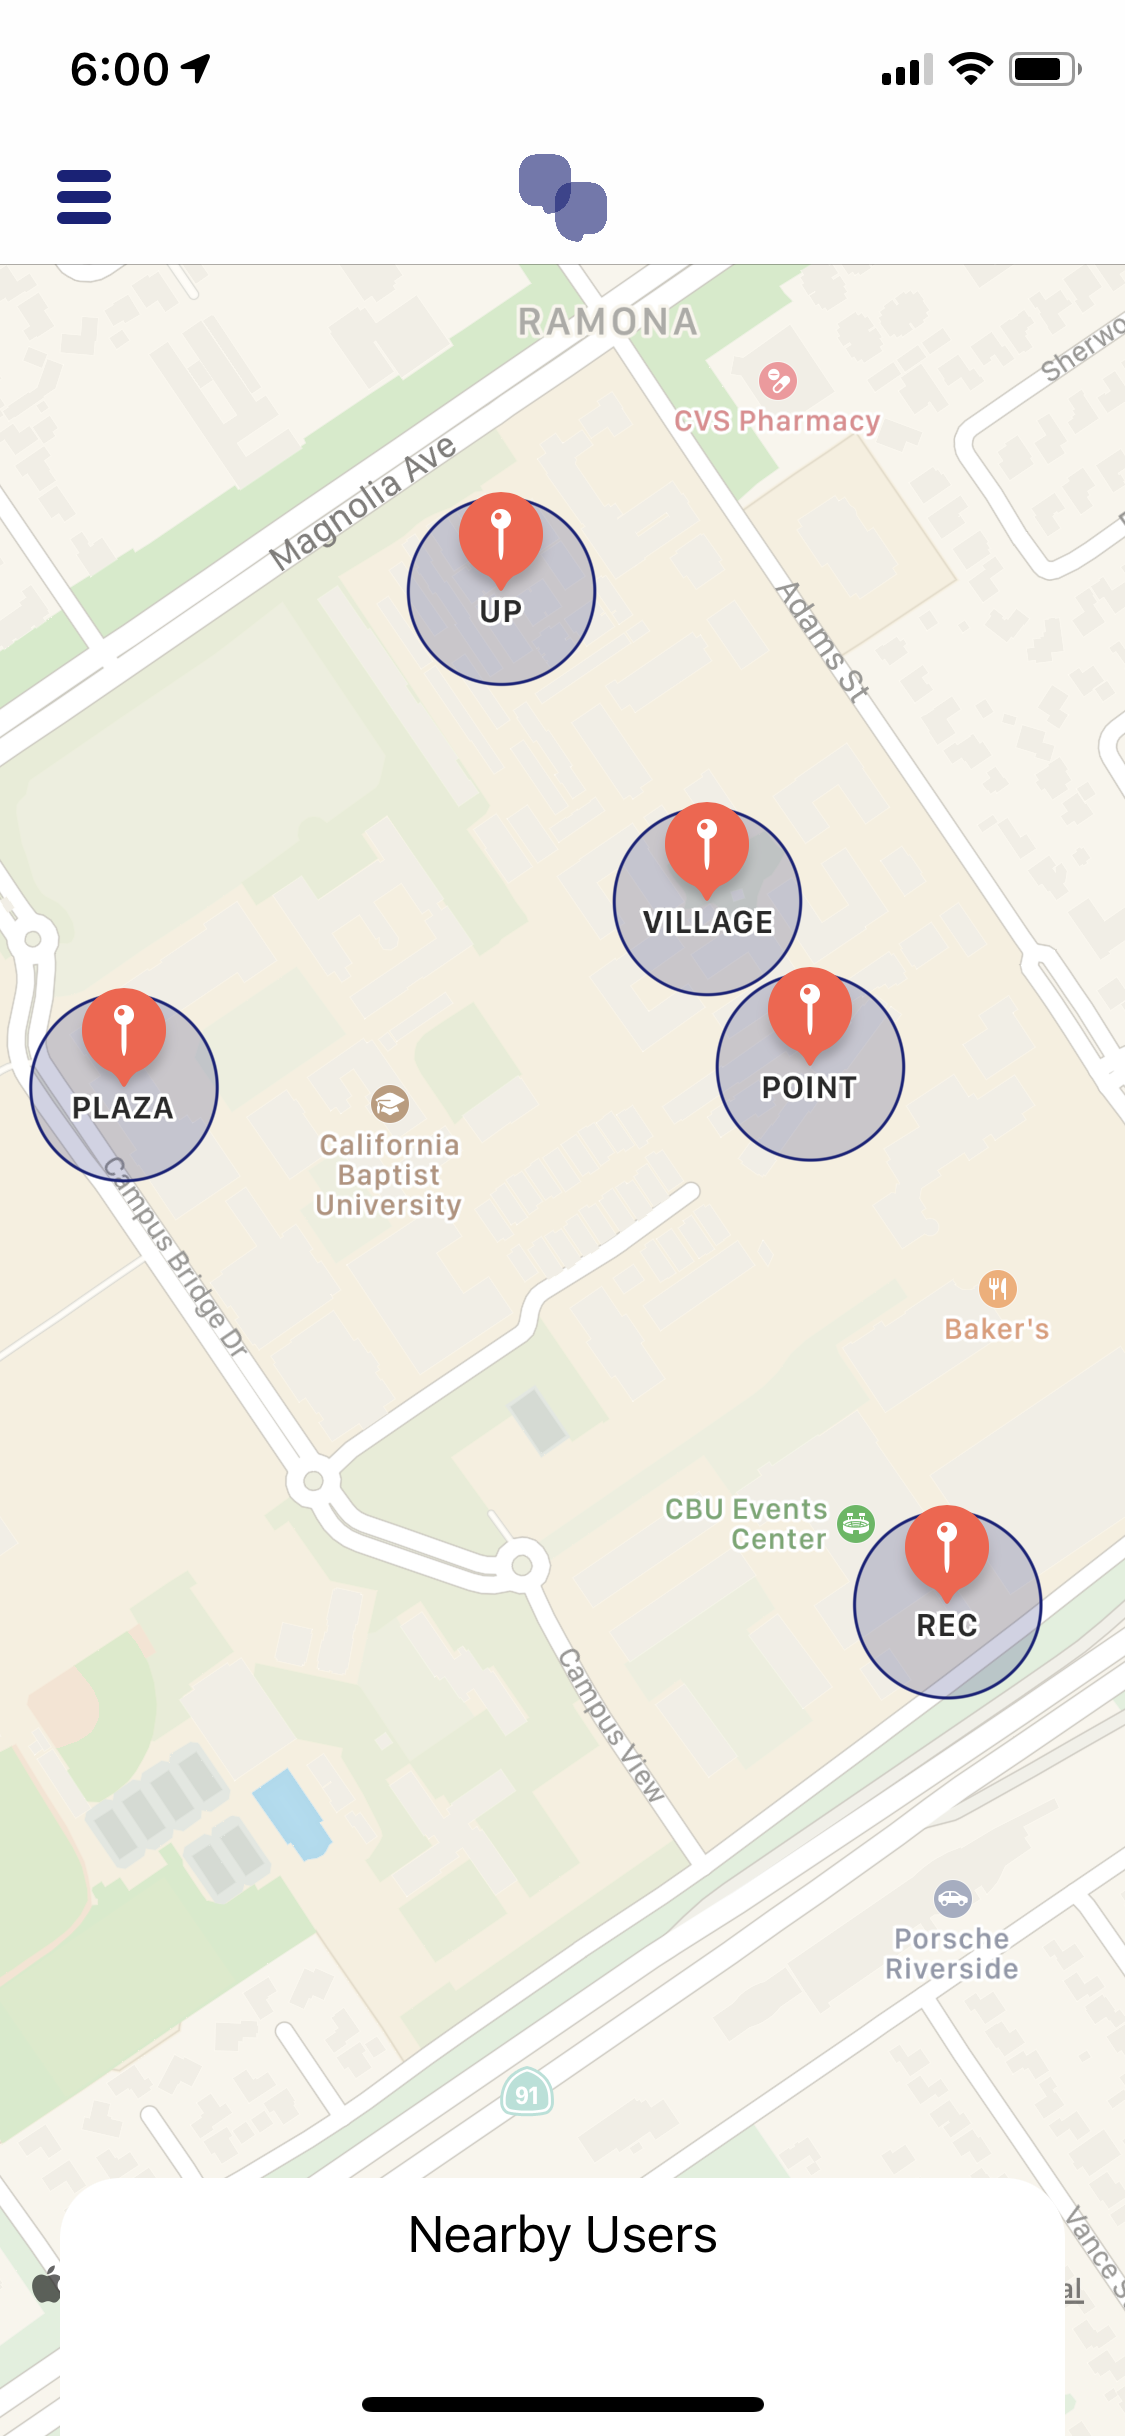 6:00
RAMONA
Sherwo
CVS Pharmacy
Magnolia Ave
UP
Adams St
VILLAGE
POINT
PLAZA
California
Baptist
University
Campus Bridge Dr
Baker's
CBU Events
Center
REC
Campus View
Porsche
Riverside
91
Vance S
Nearby Users
al